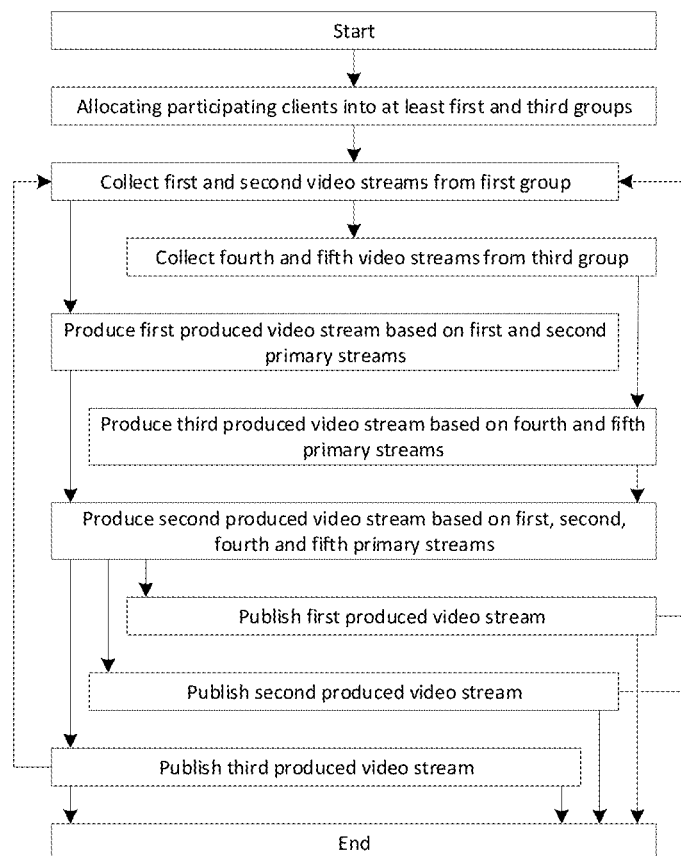 Start
Allocating participating clients into at least first and third groups
Collect first and second video streams from first group
Collect fourth and fifth video streams from third group
Produce first produced video stream based on first and second
primary streams
Produce third produced video stream based on fourth and fifth
primary streams
Produce second produced video stream based on first, second,
fourth and fifth primary streams
Publish first produced video stream
Publish second produced video stream
Publish third produced video stream
End